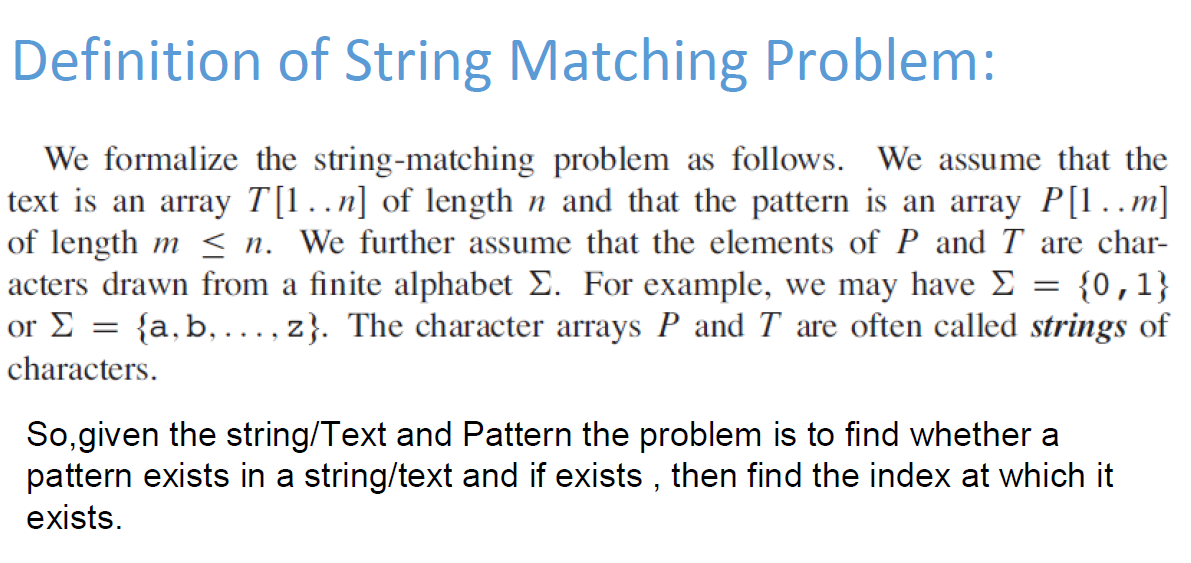 Definition of String Matching Problem:
We formalize the string-matching problem as follows. We assume that the
text is an array T[1..n] of length n and that the pattern is an array P[1..m]
of length m ≤ n. We further assume that the elements of P and T are char-
acters drawn from a finite alphabet Σ. For example, we may have Σ = {0,1}
or Σ = {a,b,...,z}. The character arrays P and T are often called strings of
characters.
So,given the string/Text and Pattern the problem is to find whether a
pattern exists in a string/text and if exists , then find the index at which it
exists.